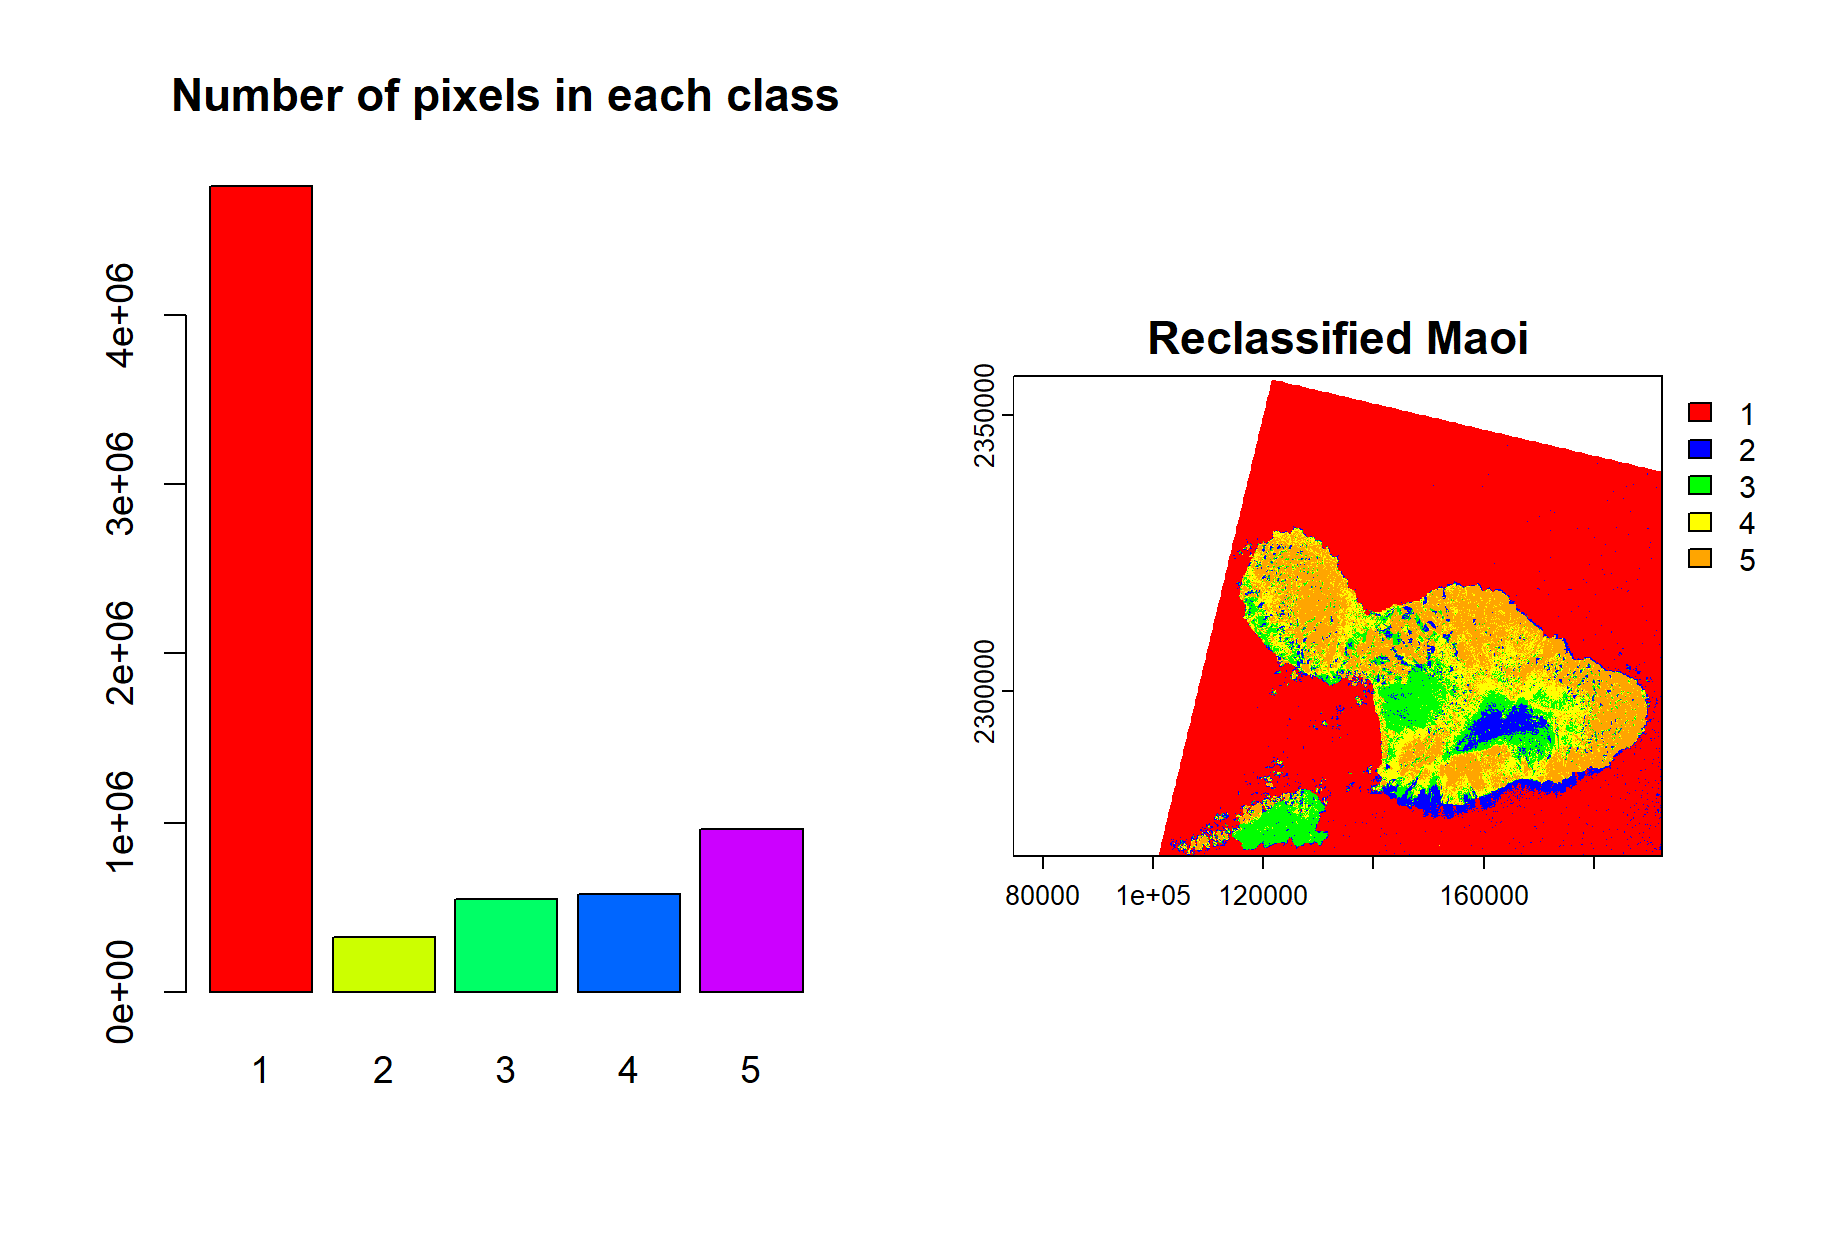 Number of pixels in each class
4e+06
3e+06
2e+06
1e+06
0e+00
1 2 3 4 5
Reclassified Maoi
2350000
2300000
80000 1e+05 120000 160000
1
2
3
4
5